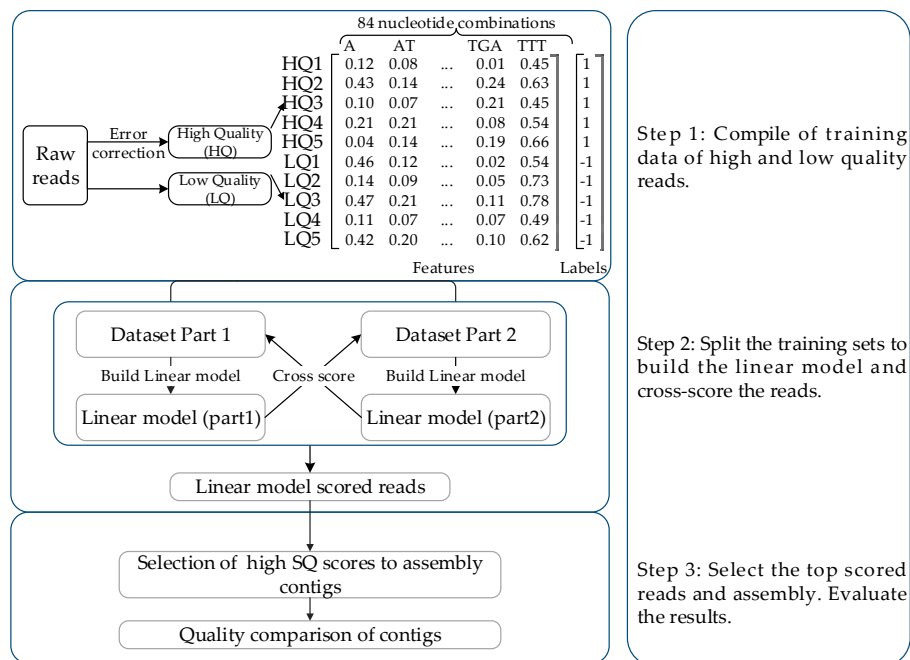 84 nucleotide combinations
A AT TGA TTT
HQ1 0.12 0.08 ... 0.01 0.45 1
HQ2 0.43 0.14 ... 0.24 0.63 1
HQ3 0.10 0.07 ... 0.21 0.45 1
HQ4 0.21 0.21 ... 0.08 0.54 1
HQ5 0.04 0.14 ... 0.19 0.66 1
LQ1 0.46 0.12 ... 0.02 0.54 -1
LQ2 0.14 0.09 ... 0.05 0.73 -1
LQ3 0.47 0.21 ... 0.11 0.78 -1
LQ4 0.11 0.07 ... 0.07 0.49 -1
LQ5 0.42 0.20 ... 0.10 0.62 -1
Features Labels
Raw
reads
Error
correction
High Quality
(HQ)
Low Quality
(LQ)
Step 1: Compile of training
data of high and low quality
reads.
Dataset Part 1
Dataset Part 2
Build Linear model
Cross score
Build Linear model
Linear model (part1)
Linear model (part2)
Linear model scored reads
Step 2: Split the training sets to
build the linear model and
cross-score the reads.
Selection of high SQ scores to assembly
contigs
Quality comparison of contigs
Step 3: Select the top scored
reads and assembly. Evaluate
the results.